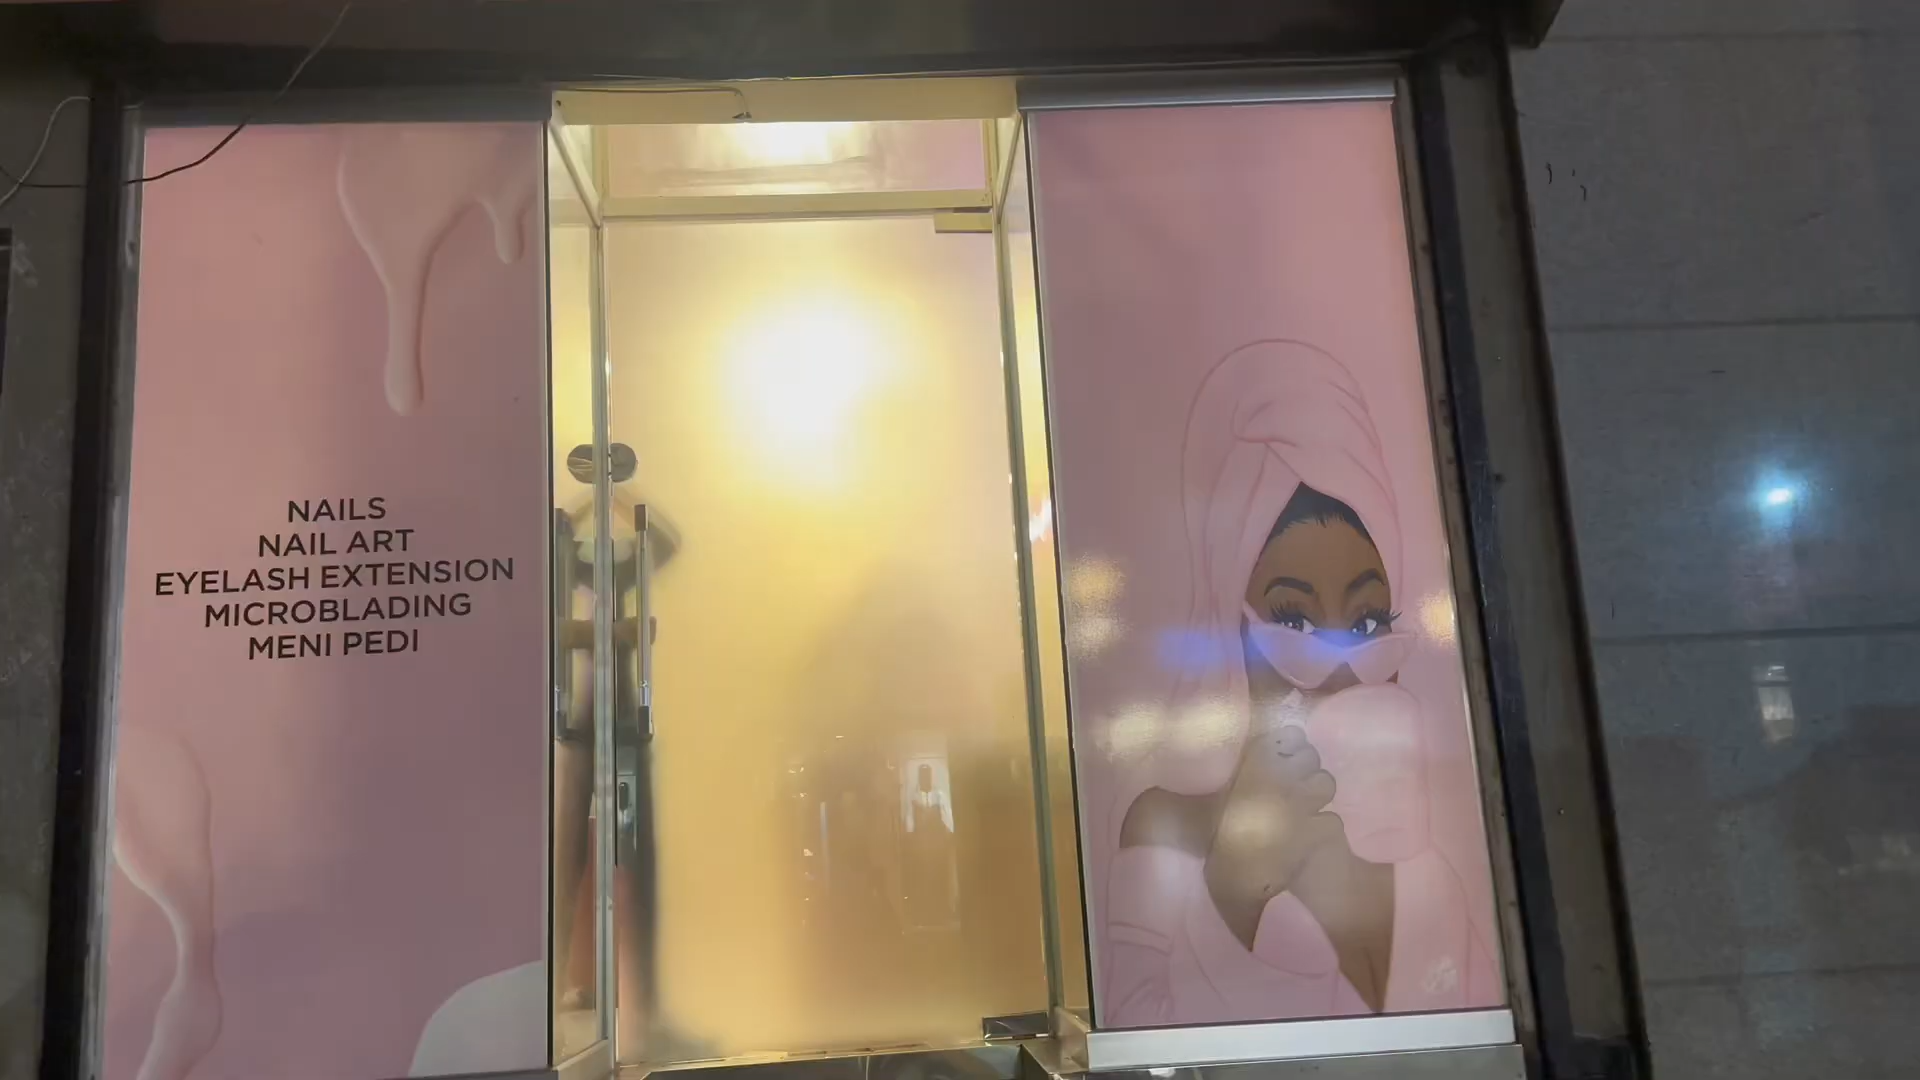 NAILS
NAIL ART
EYELASH EXTENSION
MICROBLADING
MENI PEDI